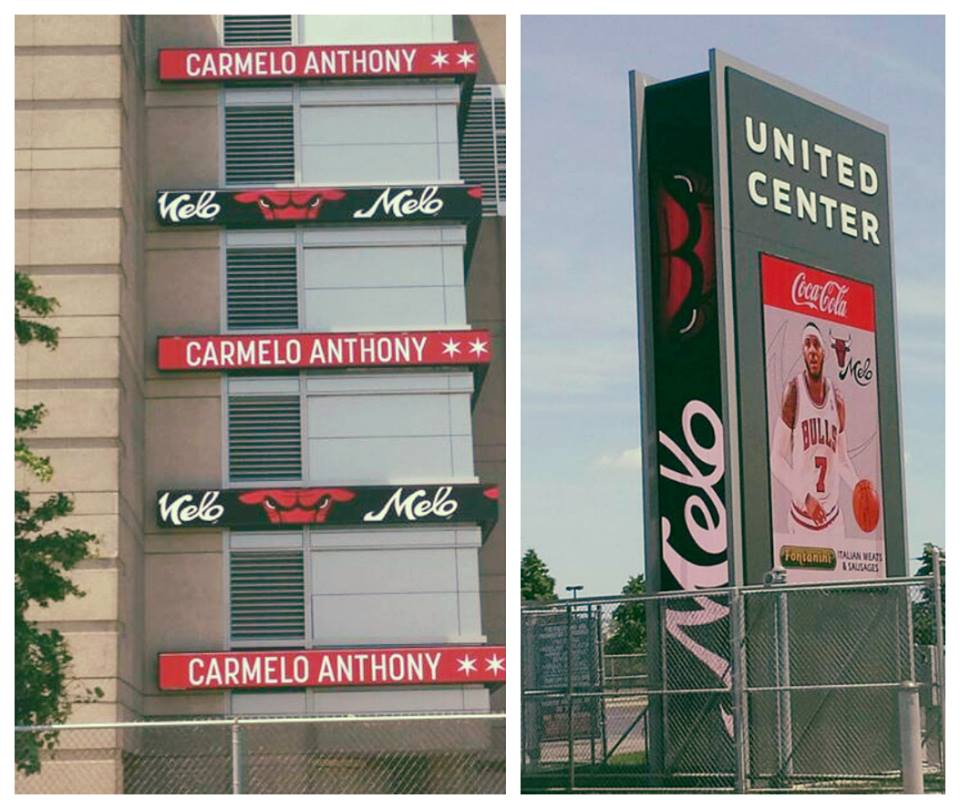 CARMELO ANTHONY **
Melo Melo
CARMELO ANTHONY **
Melo Melo
CARMELO ANTHONY **
UNITED
CENTER
Coca-Cola
Melo
BULLS
7
Fontanini ITALIAN MEATS
& SAUSAGES
Melo